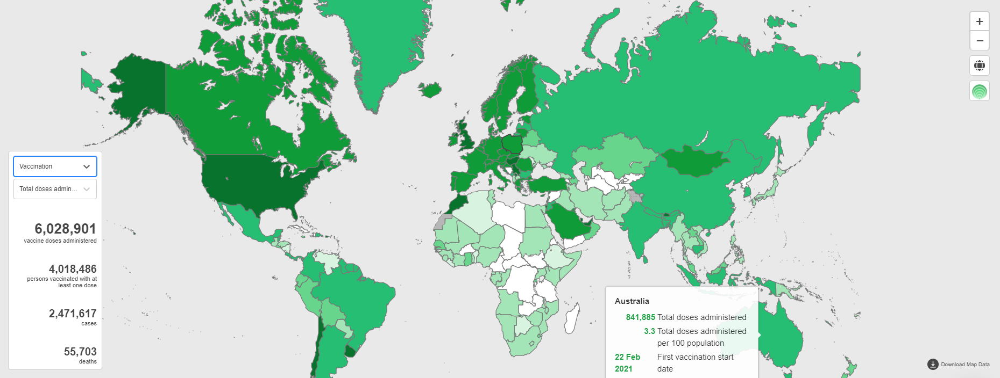 Vaccination
Total doses admin...
6,028,901
vaccine doses administered
4,018,486
persons vaccinated with at
least one dose
2,471,617
cases
55,703
deaths
Australia
841,885 Total doses administered
3.3 Total doses administered
per 100 population
22 Feb First vaccination start
2021 date
+
−
Download Map Data